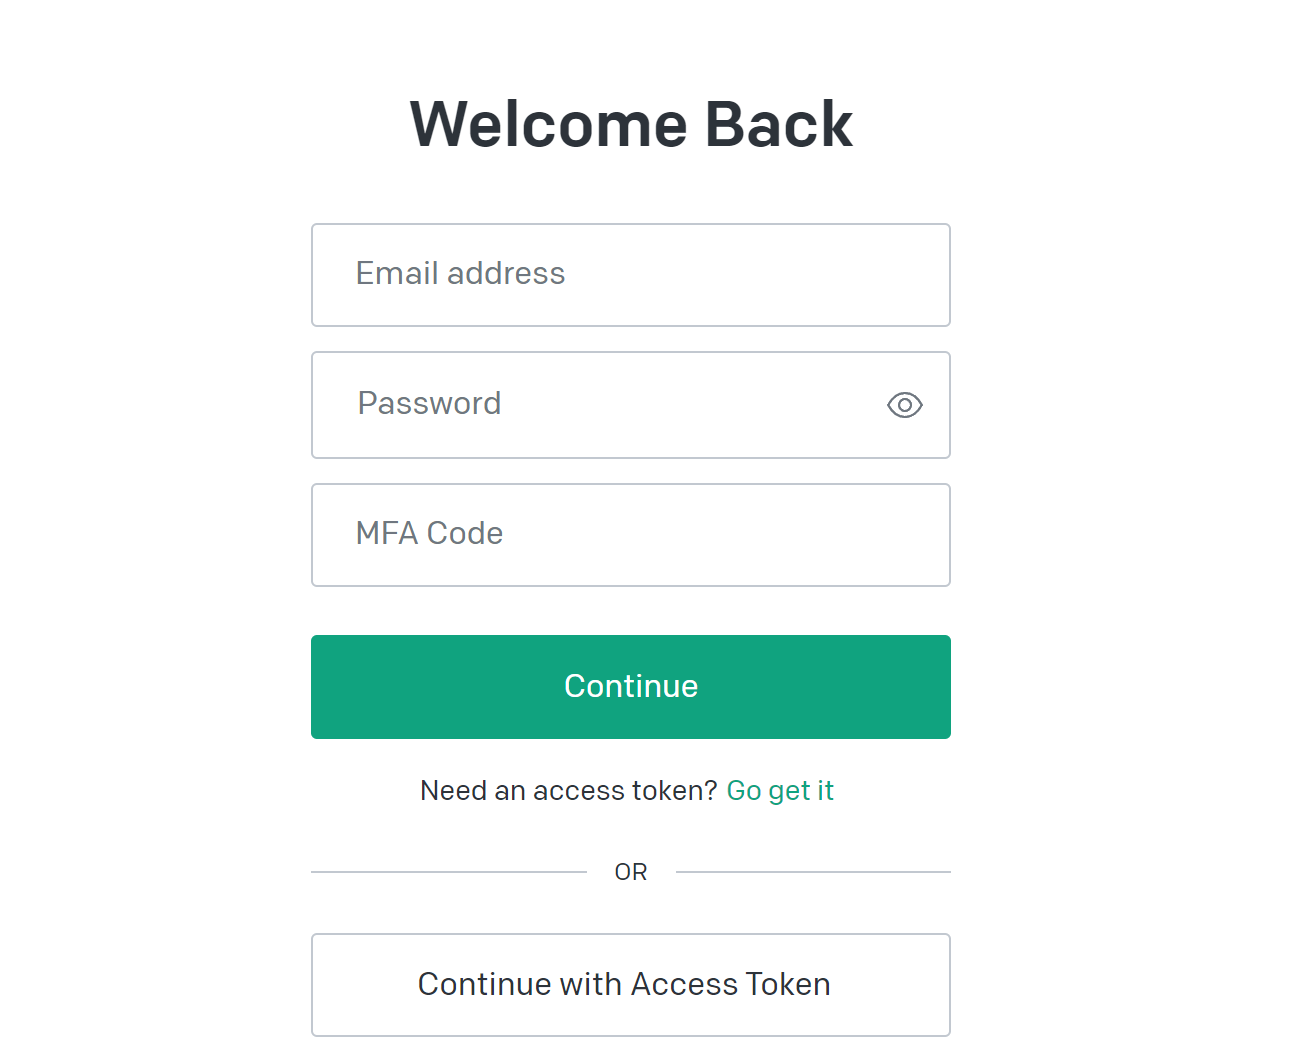 Welcome Back
Email address
Password
MFA Code
Continue
Need an access token? Go get it
OR
Continue with Access Token